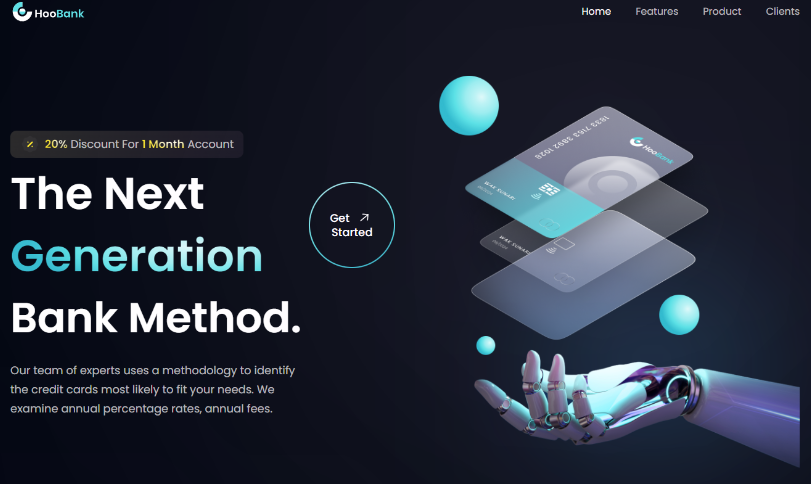 HooBank
Home Features Product Clients
20% Discount For 1 Month Account
The Next
Generation
Bank Method.
Get
Started
Our team of experts uses a methodology to identify
the credit cards most likely to fit your needs. We
examine annual percentage rates, annual fees.
HooBank